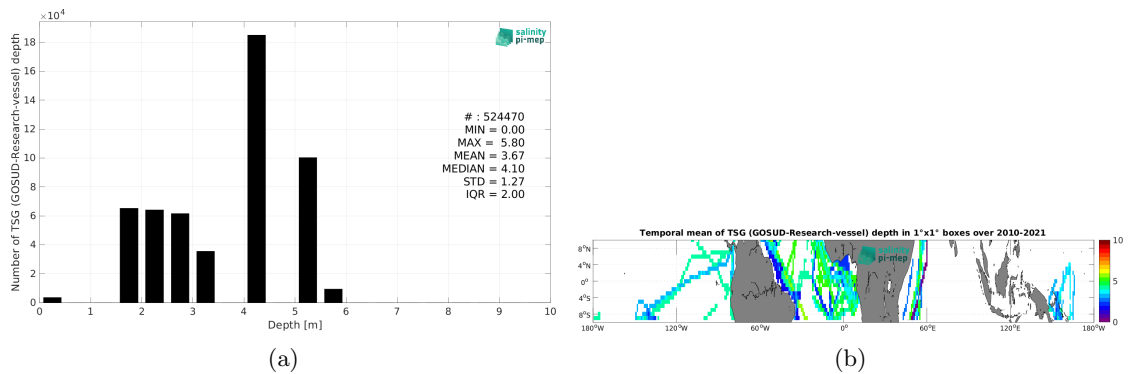 ×10⁴
18
16
14
12
10
8
6
4
2
0
Number of TSG (GOSUD-Research-vessel) depth
salinity
pi-mep
# : 524470
MIN = 0.00
MAX = 5.80
MEAN = 3.67
MEDIAN = 4.10
STD = 1.27
IQR = 2.00
0 1 2 3 4 5 6 7 8 9 10
Depth [m]
(a)
Temporal mean of TSG (GOSUD-Research-vessel) depth in 1°x1° boxes over 2010-2021
8°N
4°N
0°
4°S
8°S
salinity
pi-mep
10
5
0
180°W 120°W 60°W 0° 60°E 120°E 180°W
(b)